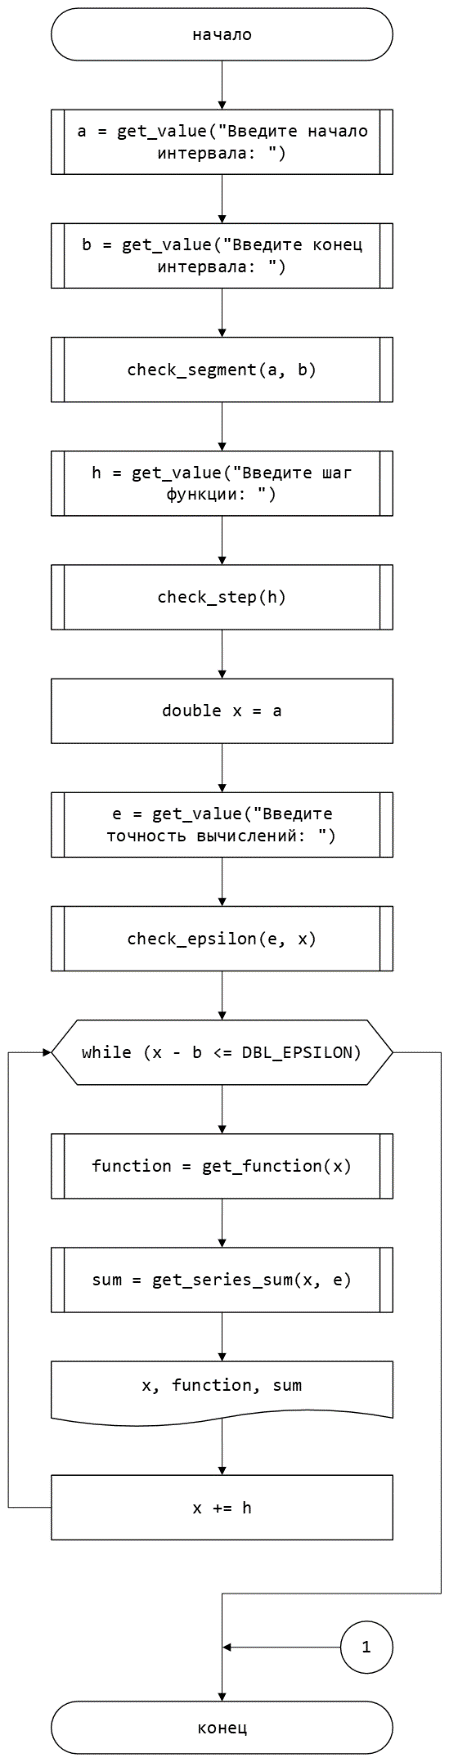 начало
a = get_value("Введите начало
интервала: ")
b = get_value("Введите конец
интервала: ")
check_segment(a, b)
h = get_value("Введите шаг
функции: ")
check_step(h)
double x = a
e = get_value("Введите
точность вычислений: ")
check_epsilon(e, x)
while (x - b <= DBL_EPSILON)
function = get_function(x)
sum = get_series_sum(x, e)
x, function, sum
x += h
1
конец